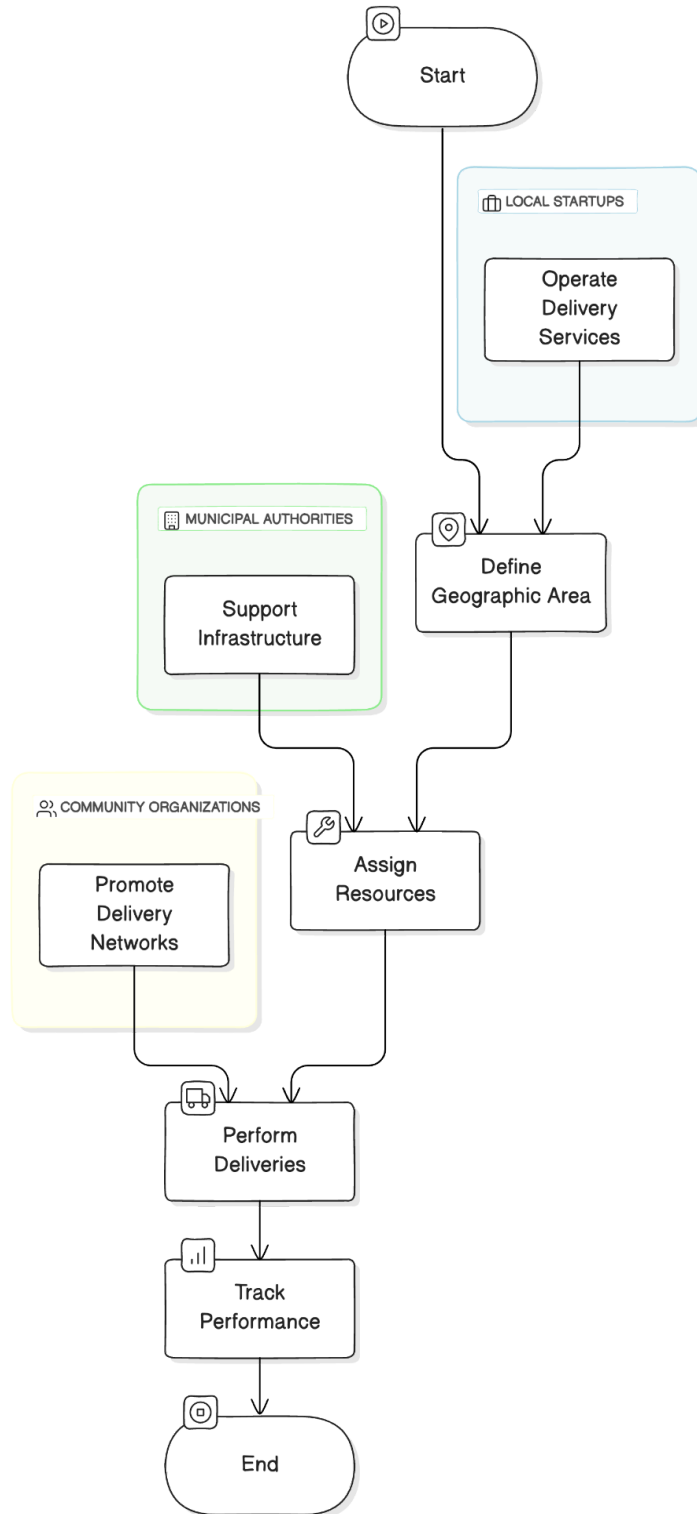 Start
LOCAL STARTUPS
Operate
Delivery
Services
MUNICIPAL AUTHORITIES
Define
Geographic Area
Support
Infrastructure
COMMUNITY ORGANIZATIONS
Assign
Resources
Promote
Delivery
Networks
Perform
Deliveries
Track
Performance
End